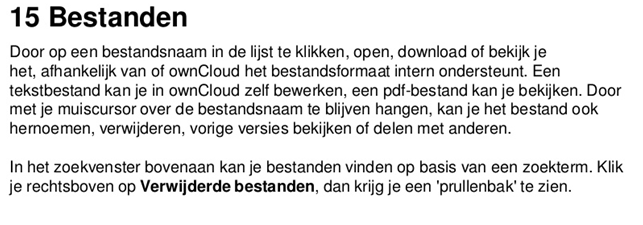 15 Bestanden
Door op een bestandsnaam in de lijst te klikken, open, download of bekijk je
het, afhankelijk van of ownCloud het bestandsformaat intern ondersteunt. Een
tekstbestand kan je in ownCloud zelf bewerken, een pdf-bestand kan je bekijken. Door
met je muiscursor over de bestandsnaam te blijven hangen, kan je het bestand ook
hernoemen, verwijderen, vorige versies bekijken of delen met anderen.
In het zoekvenster bovenaan kan je bestanden vinden op basis van een zoekterm. Klik
je rechtsboven op Verwijderde bestanden, dan krijg je een 'prullenbak' te zien.